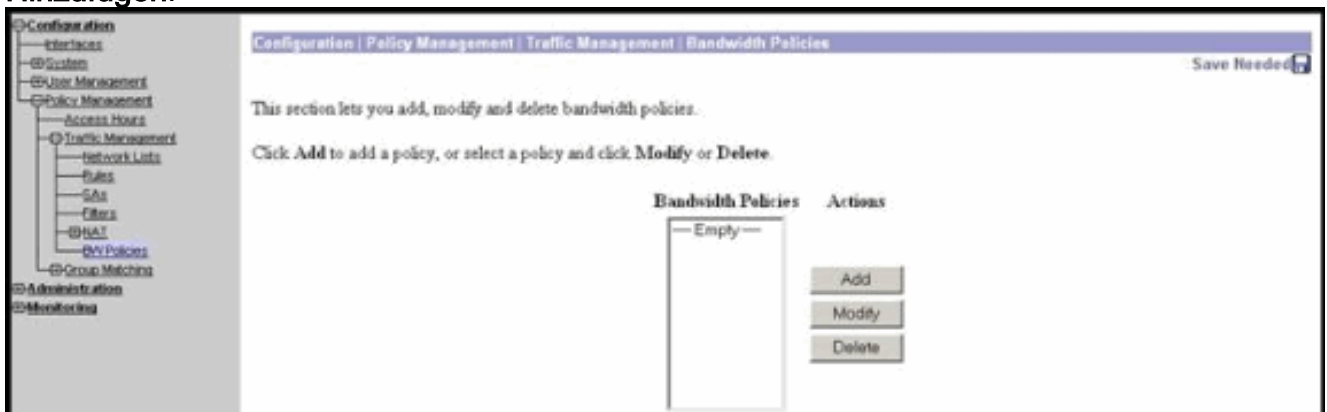 Hinzufügen.
Configuration
Interfaces
System
User Management
Policy Management
Access Hours
Traffic Management
Network Lists
Rules
SAs
Filters
NAT
BW Policies
Group Matching
Administration
Monitoring
Configuration | Policy Management | Traffic Management | Bandwidth Policies
Save Needed
This section lets you add, modify and delete bandwidth policies.
Click Add to add a policy, or select a policy and click Modify or Delete.
Bandwidth Policies Actions
—Empty—
Add
Modify
Delete